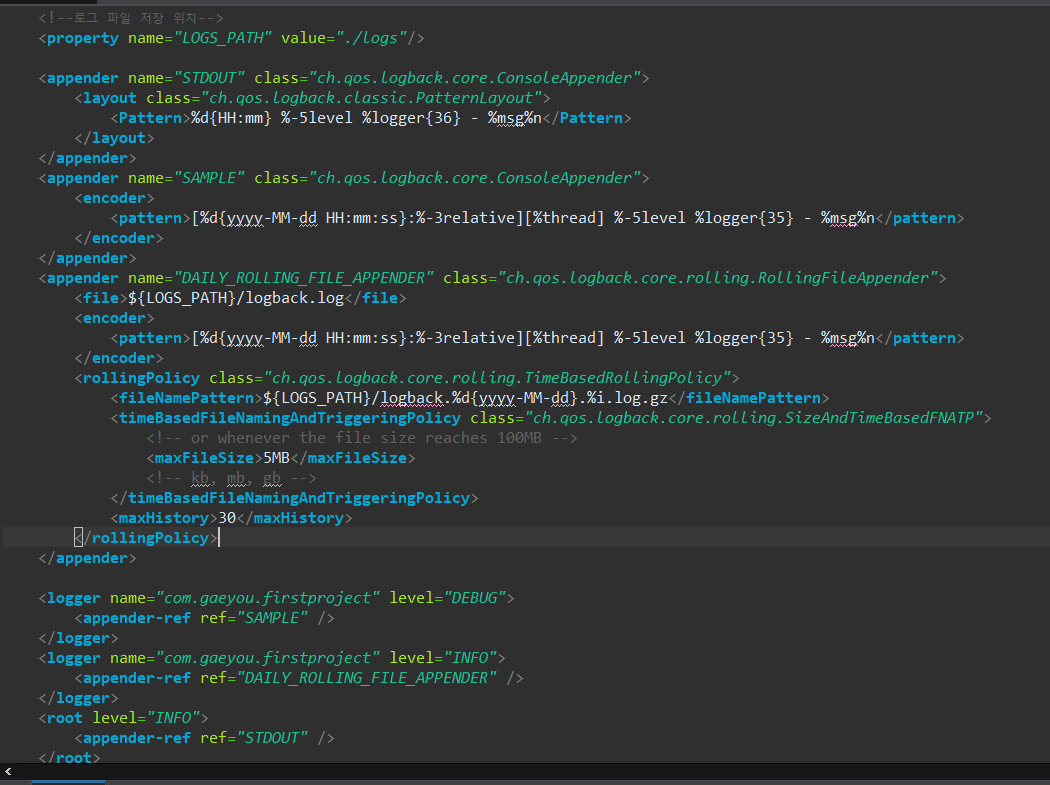 <!--로그 파일 저장 위치-->
<property name="LOGS_PATH" value="./logs"/>
<appender name="STDOUT" class="ch.qos.logback.core.ConsoleAppender">
<layout class="ch.qos.logback.classic.PatternLayout">
<Pattern>%d{HH:mm} %-5level %logger{36} - %msg%n</Pattern>
</layout>
</appender>
<appender name="SAMPLE" class="ch.qos.logback.core.ConsoleAppender">
<encoder>
<pattern>[%d{yyyy-MM-dd HH:mm:ss}:%-3relative][%thread] %-5level %logger{35} - %msg%n</pattern>
</encoder>
</appender>
<appender name="DAILY_ROLLING_FILE_APPENDER" class="ch.qos.logback.core.rolling.RollingFileAppender">
<file>${LOGS_PATH}/logback.log</file>
<encoder>
<pattern>[%d{yyyy-MM-dd HH:mm:ss}:%-3relative][%thread] %-5level %logger{35} - %msg%n</pattern>
</encoder>
<rollingPolicy class="ch.qos.logback.core.rolling.TimeBasedRollingPolicy">
<fileNamePattern>${LOGS_PATH}/logback.%d{yyyy-MM-dd}.%i.log.gz</fileNamePattern>
<timeBasedFileNamingAndTriggeringPolicy class="ch.qos.logback.core.rolling.SizeAndTimeBasedFNATP">
<!-- or whenever the file size reaches 100MB -->
<maxFileSize>5MB</maxFileSize>
<!-- kb, mb, gb -->
</timeBasedFileNamingAndTriggeringPolicy>
<maxHistory>30</maxHistory>
</rollingPolicy>
</appender>
<logger name="com.gaeyou.firstproject" level="DEBUG">
<appender-ref ref="SAMPLE" />
</logger>
<logger name="com.gaeyou.firstproject" level="INFO">
<appender-ref ref="DAILY_ROLLING_FILE_APPENDER" />
</logger>
<root level="INFO">
<appender-ref ref="STDOUT" />
</root>